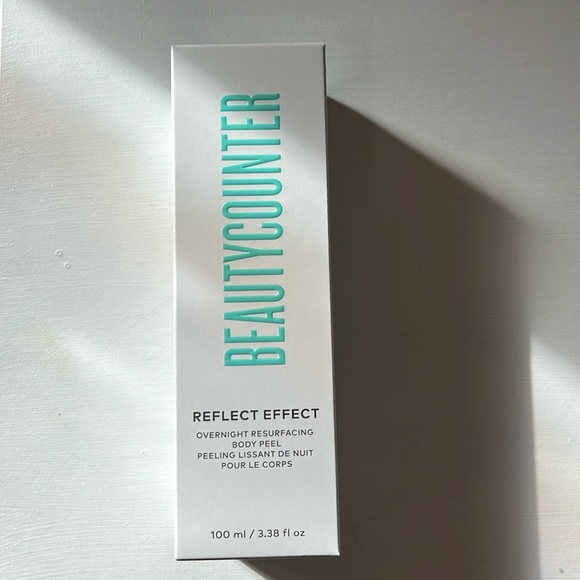 BEAUTYCOUNTER
REFLECT EFFECT
OVERNIGHT RESURFACING
BODY PEEL
PEELING LISSANT DE NUIT
POUR LE CORPS
100 ml / 3.38 fl oz